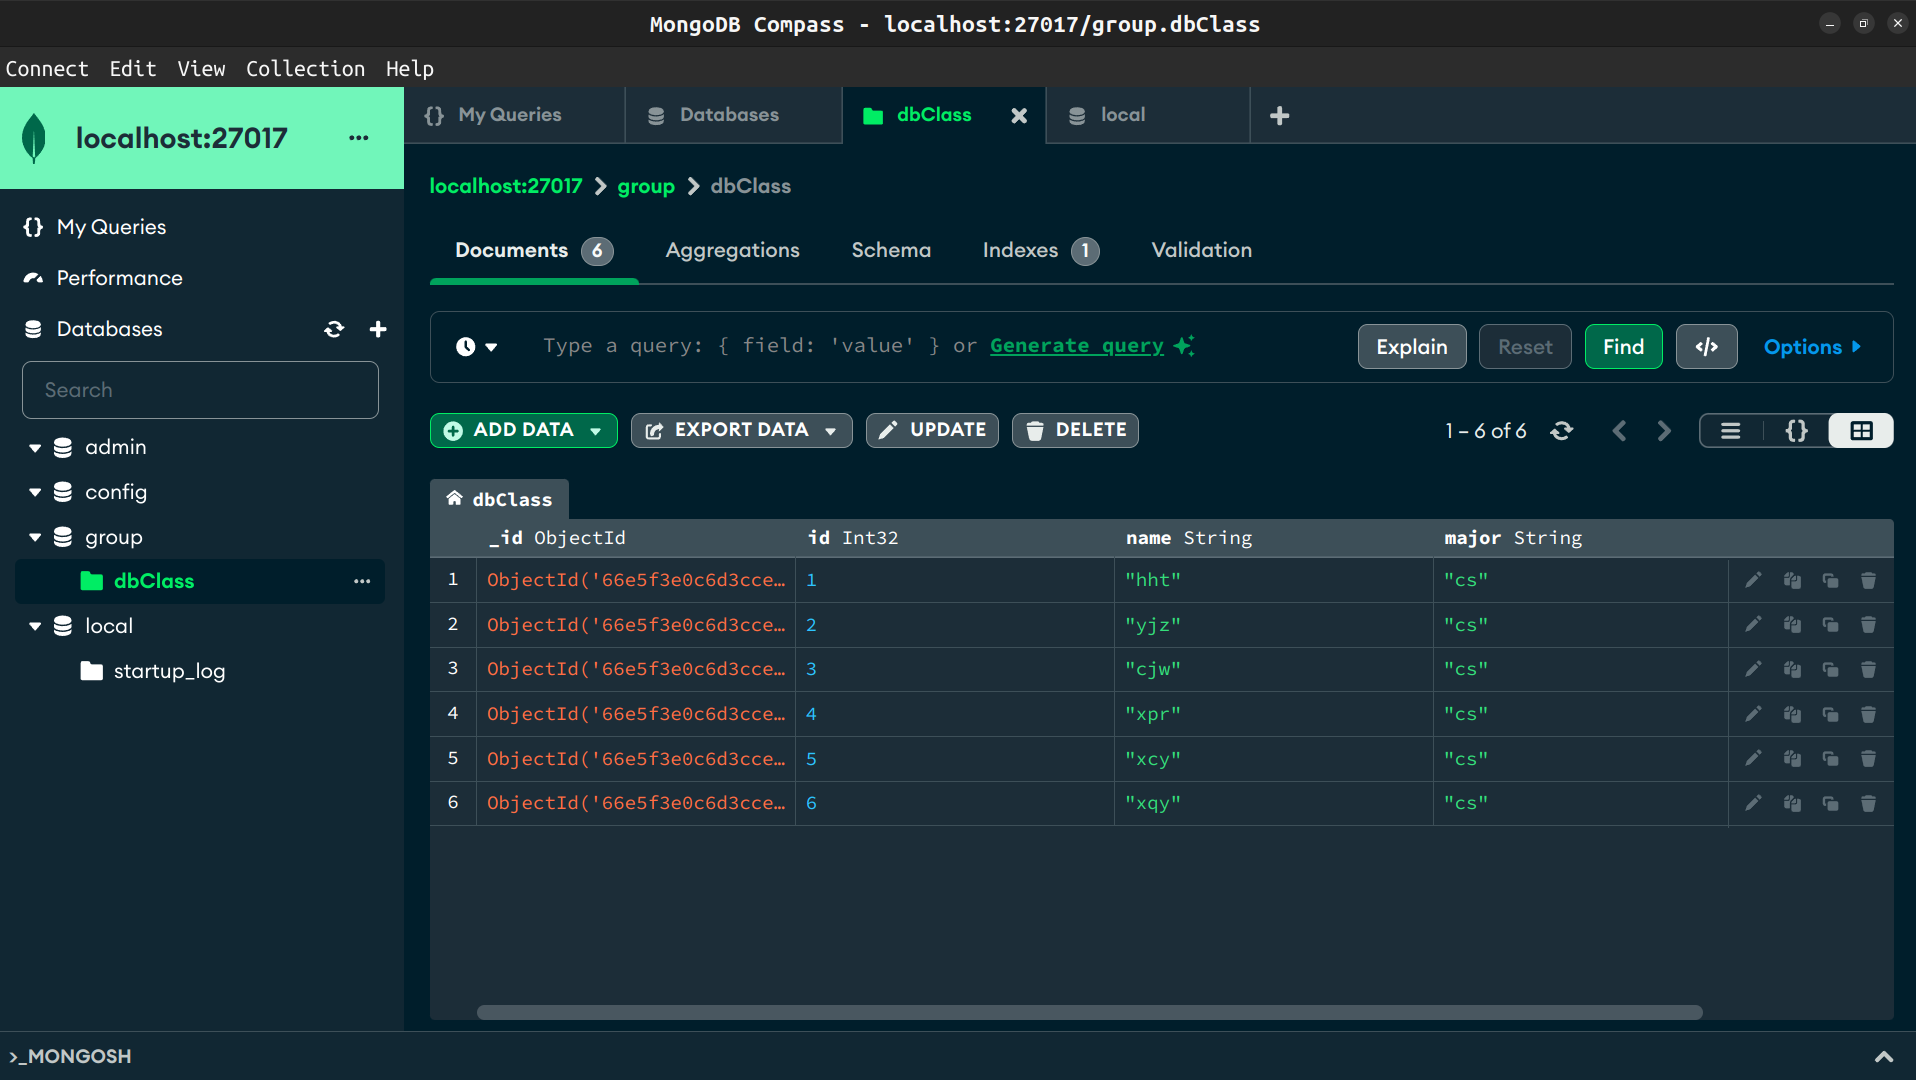 MongoDB Compass - localhost:27017/group.dbClass
Connect Edit View Collection Help
localhost:27017 ...
My Queries
Performance
Databases
Search
admin
config
group
dbClass ...
local
startup_log
{} My Queries Databases dbClass local
localhost:27017 > group > dbClass
Documents 6 Aggregations Schema Indexes 1 Validation
Type a query: { field: 'value' } or Generate query
Explain Reset Find </> Options
ADD DATA EXPORT DATA UPDATE DELETE
1 – 6 of 6 {}
dbClass
_id ObjectId id Int32 name String major String
1 ObjectId('66e5f3e0c6d3cce… 1 "hht" "cs"
2 ObjectId('66e5f3e0c6d3cce… 2 "yjz" "cs"
3 ObjectId('66e5f3e0c6d3cce… 3 "cjw" "cs"
4 ObjectId('66e5f3e0c6d3cce… 4 "xpr" "cs"
5 ObjectId('66e5f3e0c6d3cce… 5 "xcy" "cs"
6 ObjectId('66e5f3e0c6d3cce… 6 "xqy" "cs"
>_MONGOSH